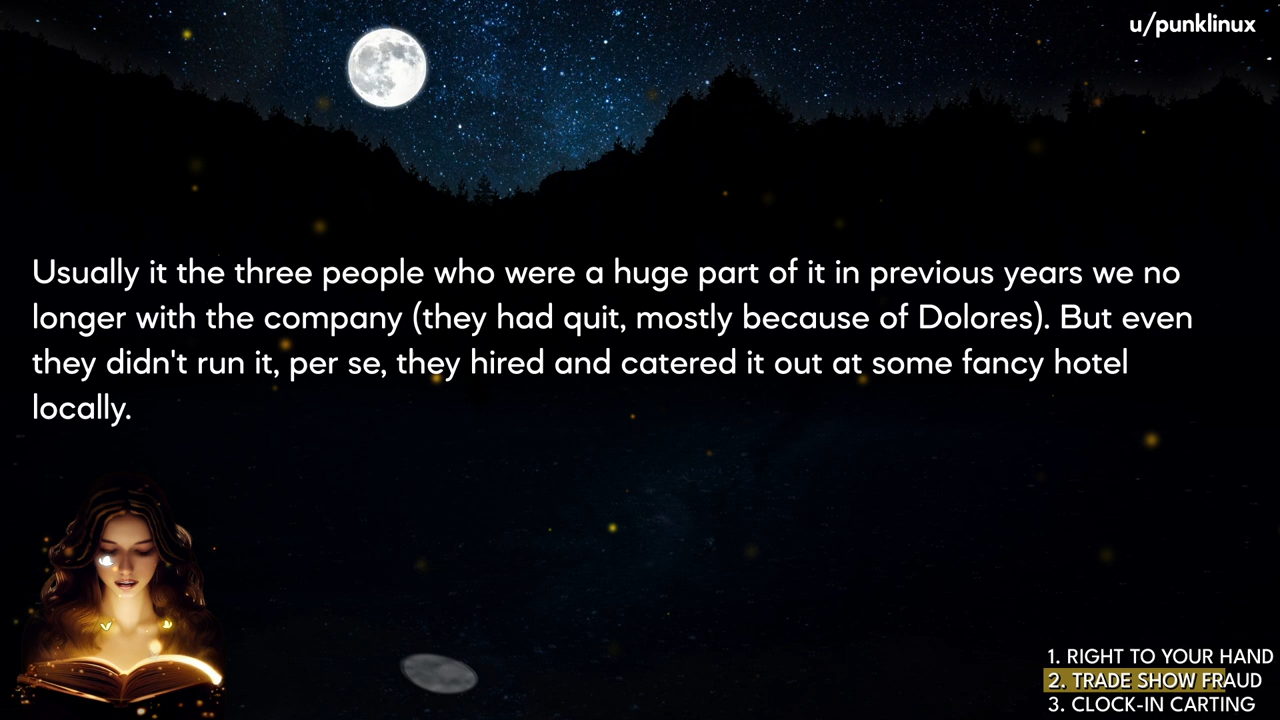 u/punklinux
Usually it the three people who were a huge part of it in previous years we no
longer with the company (they had quit, mostly because of Dolores). But even
they didn't run it, per se, they hired and catered it out at some fancy hotel
locally.
1. RIGHT TO YOUR HAND
2. TRADE SHOW FRAUD
3. CLOCK-IN CARTING